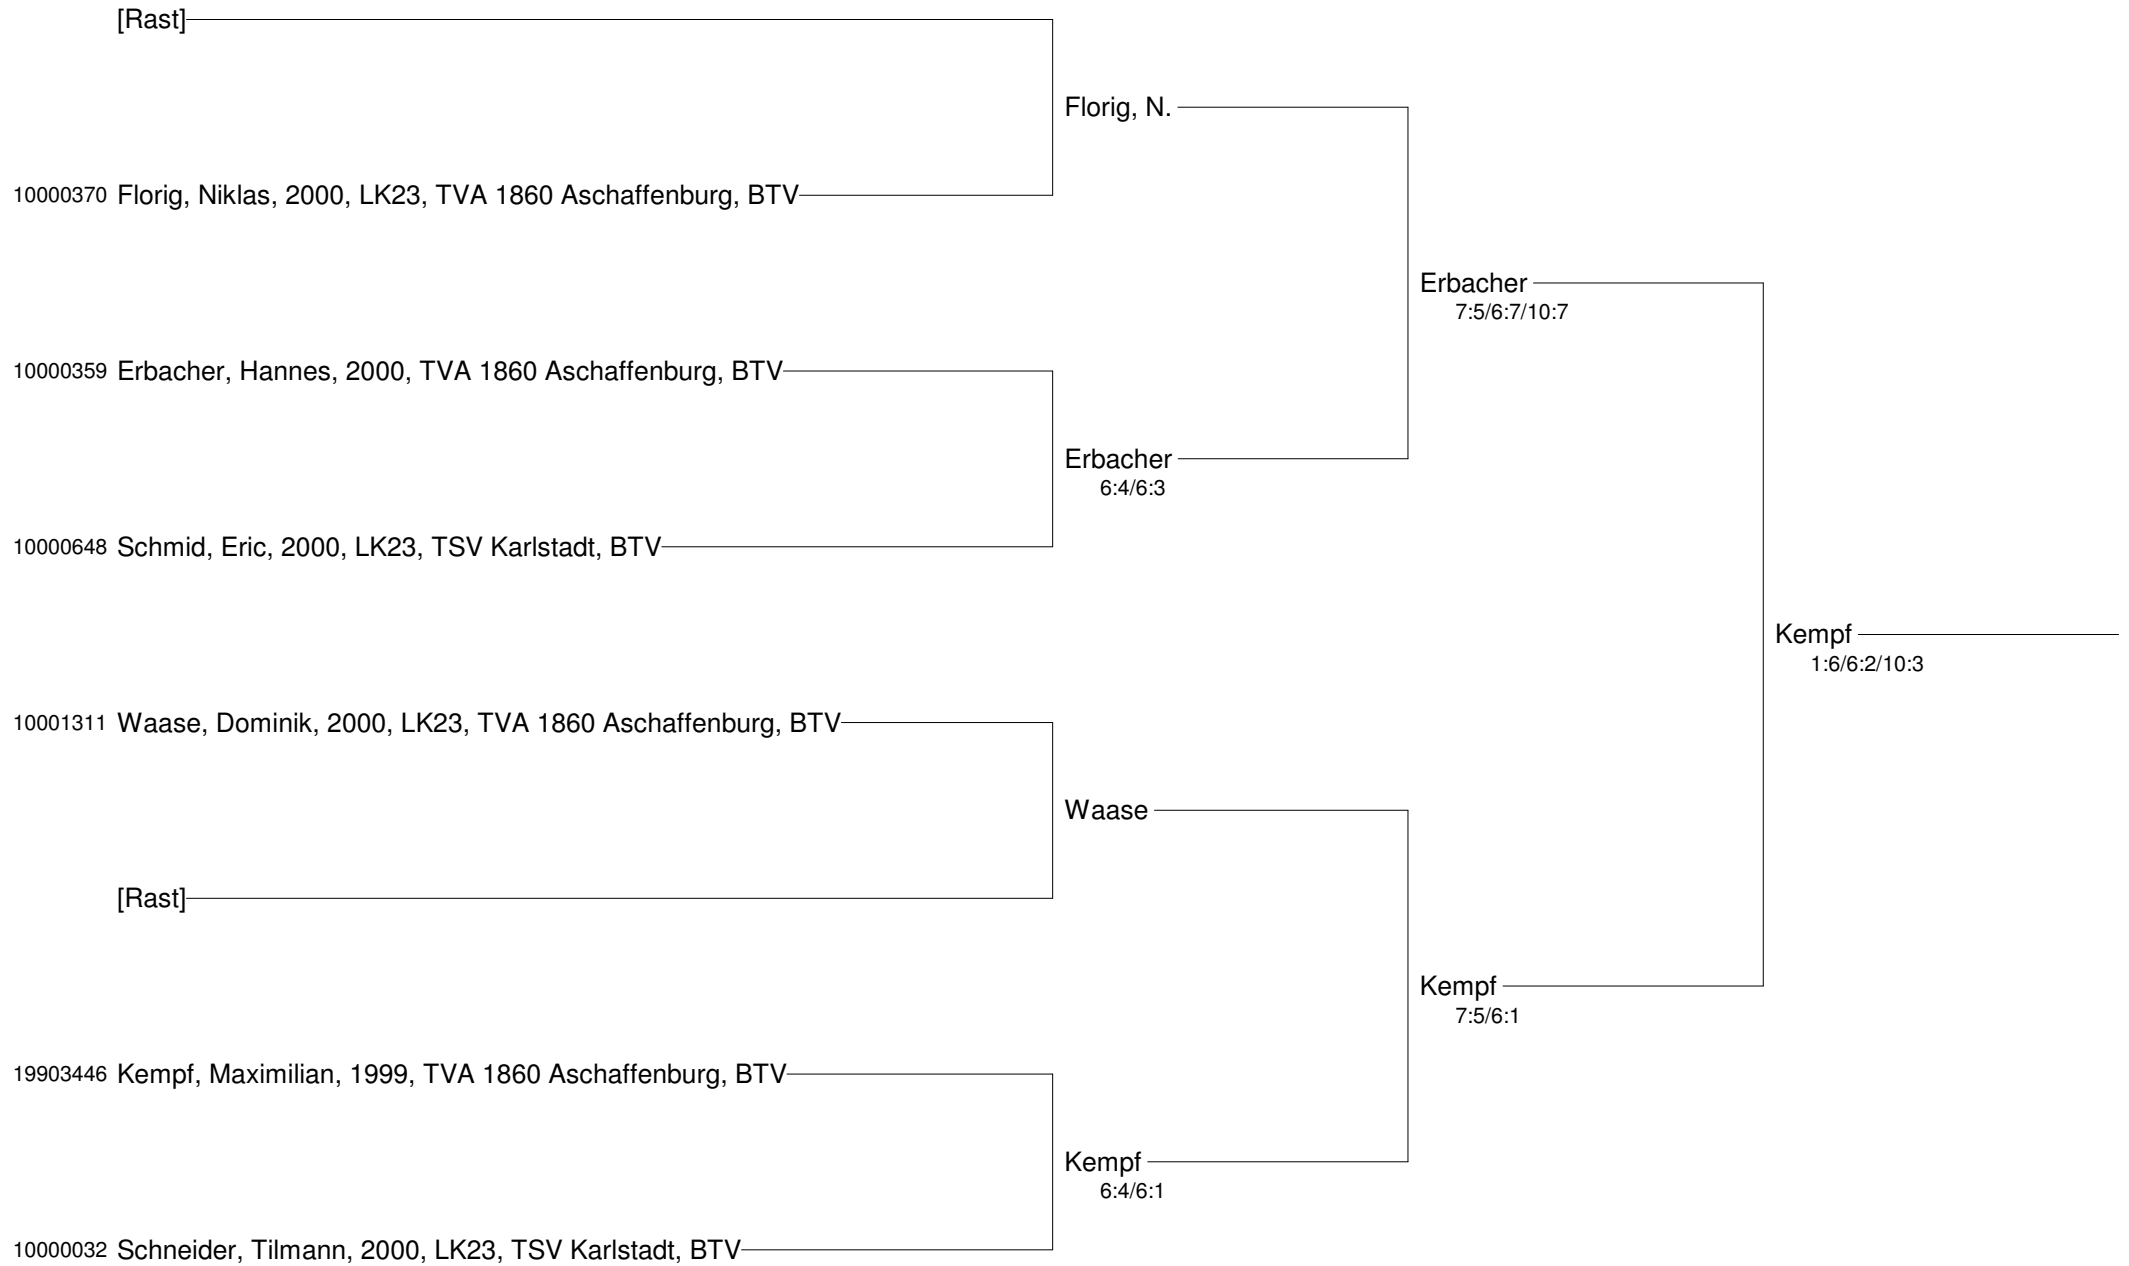 [Rast]
Florig, N.
10000370 Florig, Niklas, 2000, LK23, TVA 1860 Aschaffenburg, BTV
Erbacher
7:5/6:7/10:7
10000359 Erbacher, Hannes, 2000, TVA 1860 Aschaffenburg, BTV
Erbacher
6:4/6:3
10000648 Schmid, Eric, 2000, LK23, TSV Karlstadt, BTV
Kempf
1:6/6:2/10:3
10001311 Waase, Dominik, 2000, LK23, TVA 1860 Aschaffenburg, BTV
Waase
[Rast]
Kempf
7:5/6:1
19903446 Kempf, Maximilian, 1999, TVA 1860 Aschaffenburg, BTV
Kempf
6:4/6:1
10000032 Schneider, Tilmann, 2000, LK23, TSV Karlstadt, BTV